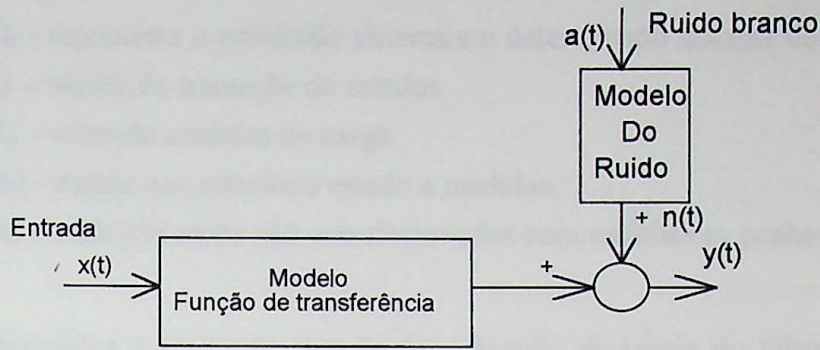 Ruido branco
a(t)
Modelo
Do
Ruido
+ n(t)
Entrada
x(t)
Modelo
Função de transferência
+
y(t)